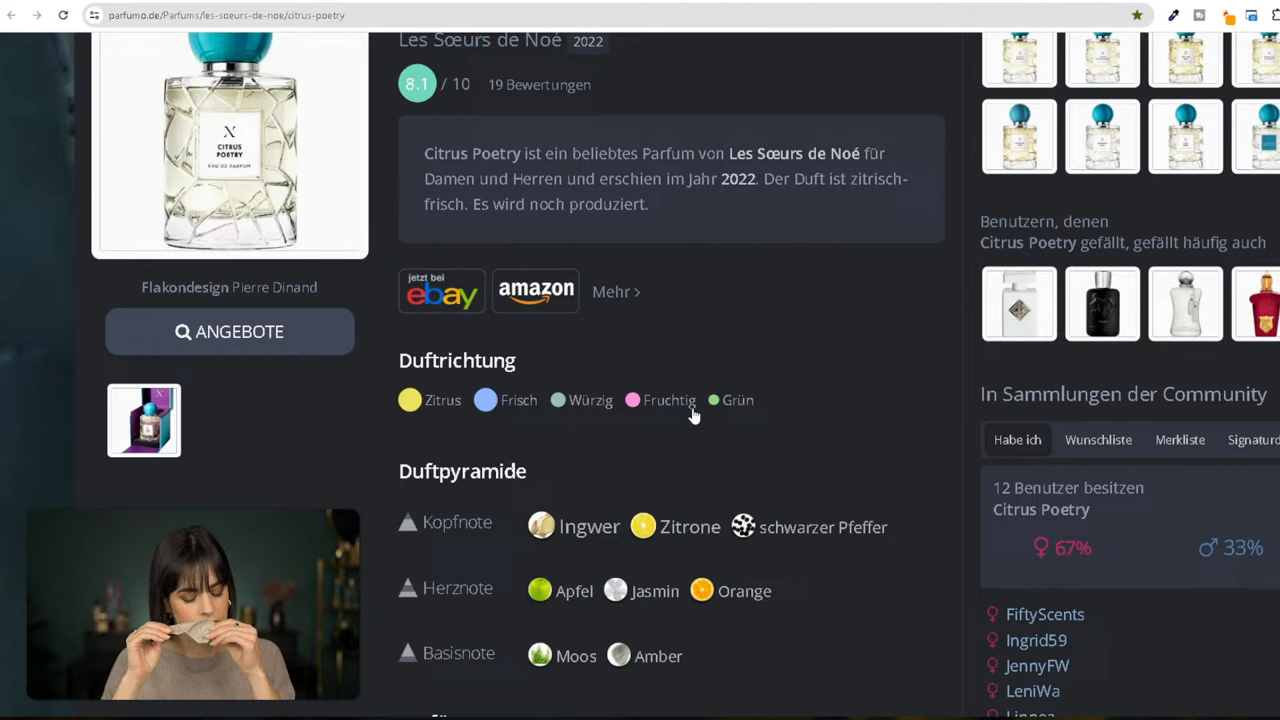 parfumo.de/Parfums/les-soeurs-de-noe/citrus-poetry
Les Sœurs de Noé 2022
8.1 / 10 19 Bewertungen
Citrus Poetry ist ein beliebtes Parfum von Les Sœurs de Noé für
Damen und Herren und erschien im Jahr 2022. Der Duft ist zitrisch-
frisch. Es wird noch produziert.
X
CITRUS
POETRY
EAU DE PARFUM
Flakondesign Pierre Dinand
ANGEBOTE
jetzt bei
ebay
amazon
Mehr >
Duftrichtung
Zitrus Frisch Würzig Fruchtig Grün
Duftpyramide
Kopfnote Ingwer Zitrone schwarzer Pfeffer
Herznote Apfel Jasmin Orange
Basisnote Moos Amber
Benutzern, denen
Citrus Poetry gefällt, gefällt häufig auch
In Sammlungen der Community
Habe ich Wunschliste Merkliste Signaturd
12 Benutzer besitzen
Citrus Poetry
♀ 67% ♂ 33%
♀ FiftyScents
♀ Ingrid59
♀ JennyFW
♀ LeniWa